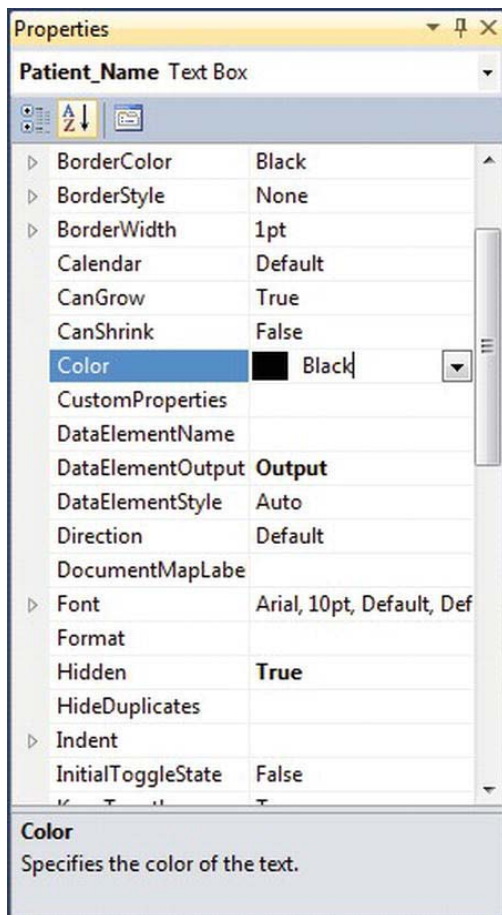 Properties
Patient_Name Text Box
BorderColor Black
BorderStyle None
BorderWidth 1pt
Calendar Default
CanGrow True
CanShrink False
Color Black
CustomProperties
DataElementName
DataElementOutput Output
DataElementStyle Auto
Direction Default
DocumentMapLabe
Font Arial, 10pt, Default, Def
Format
Hidden True
HideDuplicates
Indent
InitialToggleState False
Color
Specifies the color of the text.